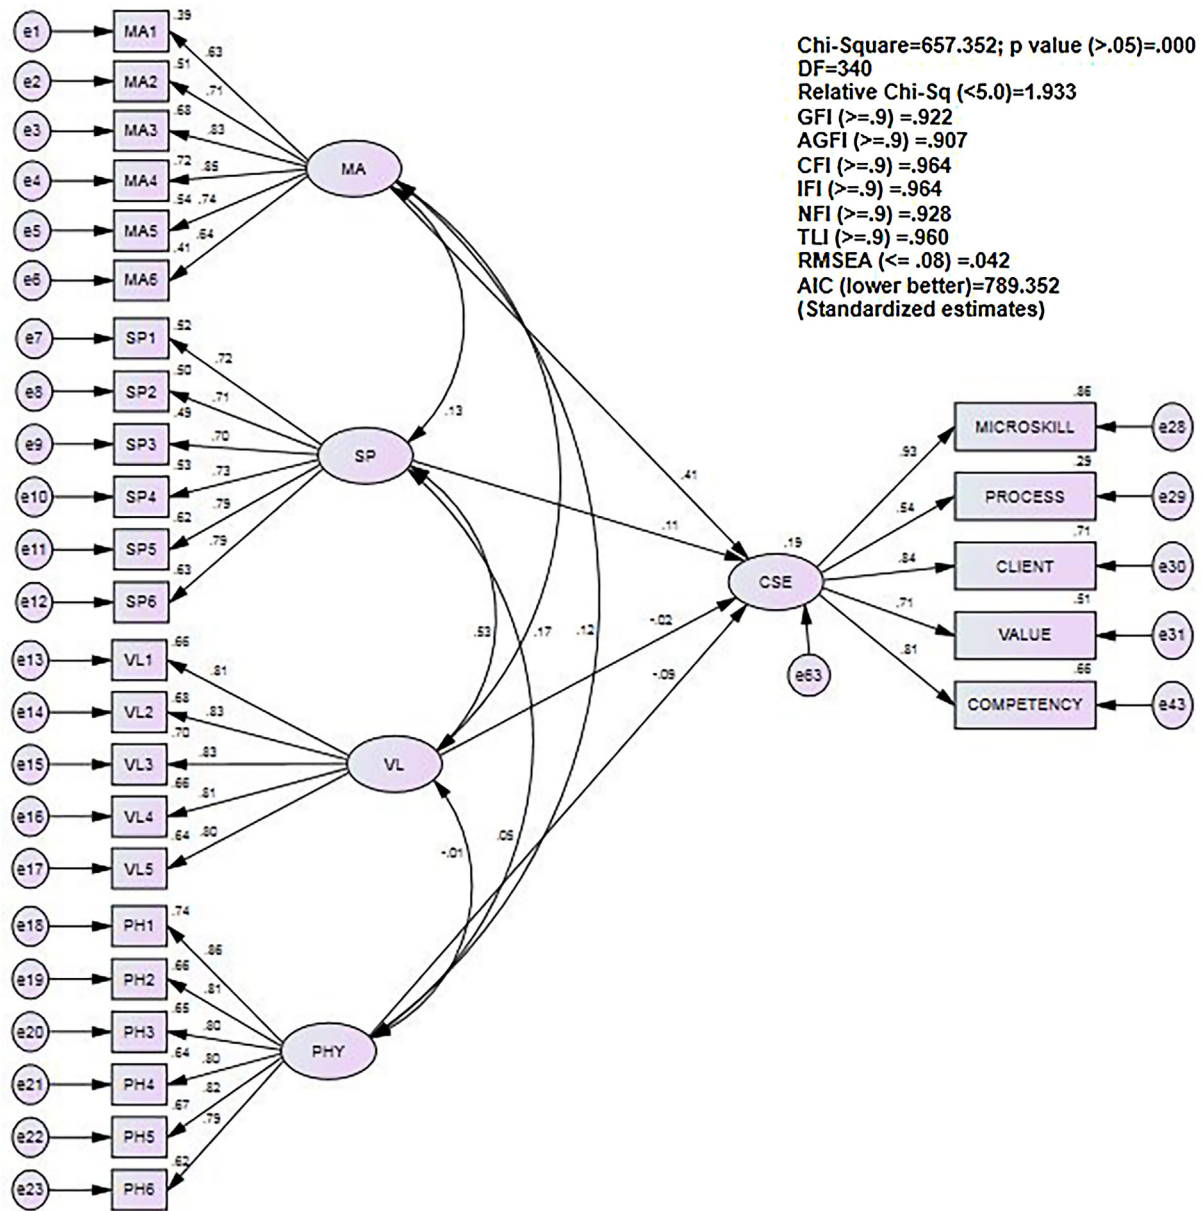 Chi-Square=657.352; p value (>.05)=.000
DF=340
Relative Chi-Sq (<5.0)=1.933
GFI (>=.9) =.922
AGFI (>=.9) =.907
CFI (>=.9) =.964
IFI (>=.9) =.964
NFI (>=.9) =.928
TLI (>=.9) =.960
RMSEA (<= .08) =.042
AIC (lower better)=789.352
(Standardized estimates)
e1 MA1 .39 .63
e2 MA2 .51 .71
e3 MA3 .68 .83
e4 MA4 .72 .85
e5 MA5 .54 .74
e6 MA6 .41 .64
MA
e7 SP1 .52 .72
e8 SP2 .50 .71
e9 SP3 .49 .70
e10 SP4 .53 .73
e11 SP5 .62 .79
e12 SP6 .63 .79
SP
e13 VL1 .66 .81
e14 VL2 .68 .83
e15 VL3 .70 .83
e16 VL4 .66 .81
e17 VL5 .64 .80
VL
e18 PH1 .74 .86
e19 PH2 .66 .81
e20 PH3 .65 .80
e21 PH4 .64 .80
e22 PH5 .67 .82
e23 PH6 .62 .79
PHY
.13
.53
.17
.12
.05
-.01
.41
.11
-.02
-.09
.19
CSE
e63
.93 .86 MICROSKILL e28
.54 .29 PROCESS e29
.84 .71 CLIENT e30
.71 .51 VALUE e31
.81 .66 COMPETENCY e43